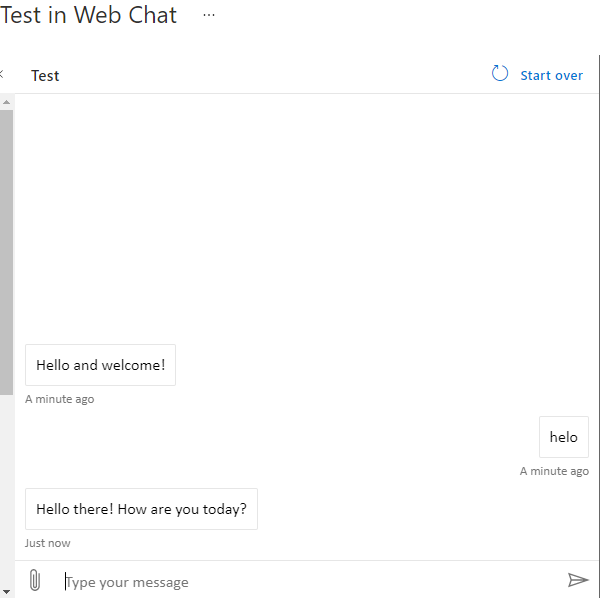 Test in Web Chat ...
Test
Start over
Hello and welcome!
A minute ago
helo
A minute ago
Hello there! How are you today?
Just now
Type your message